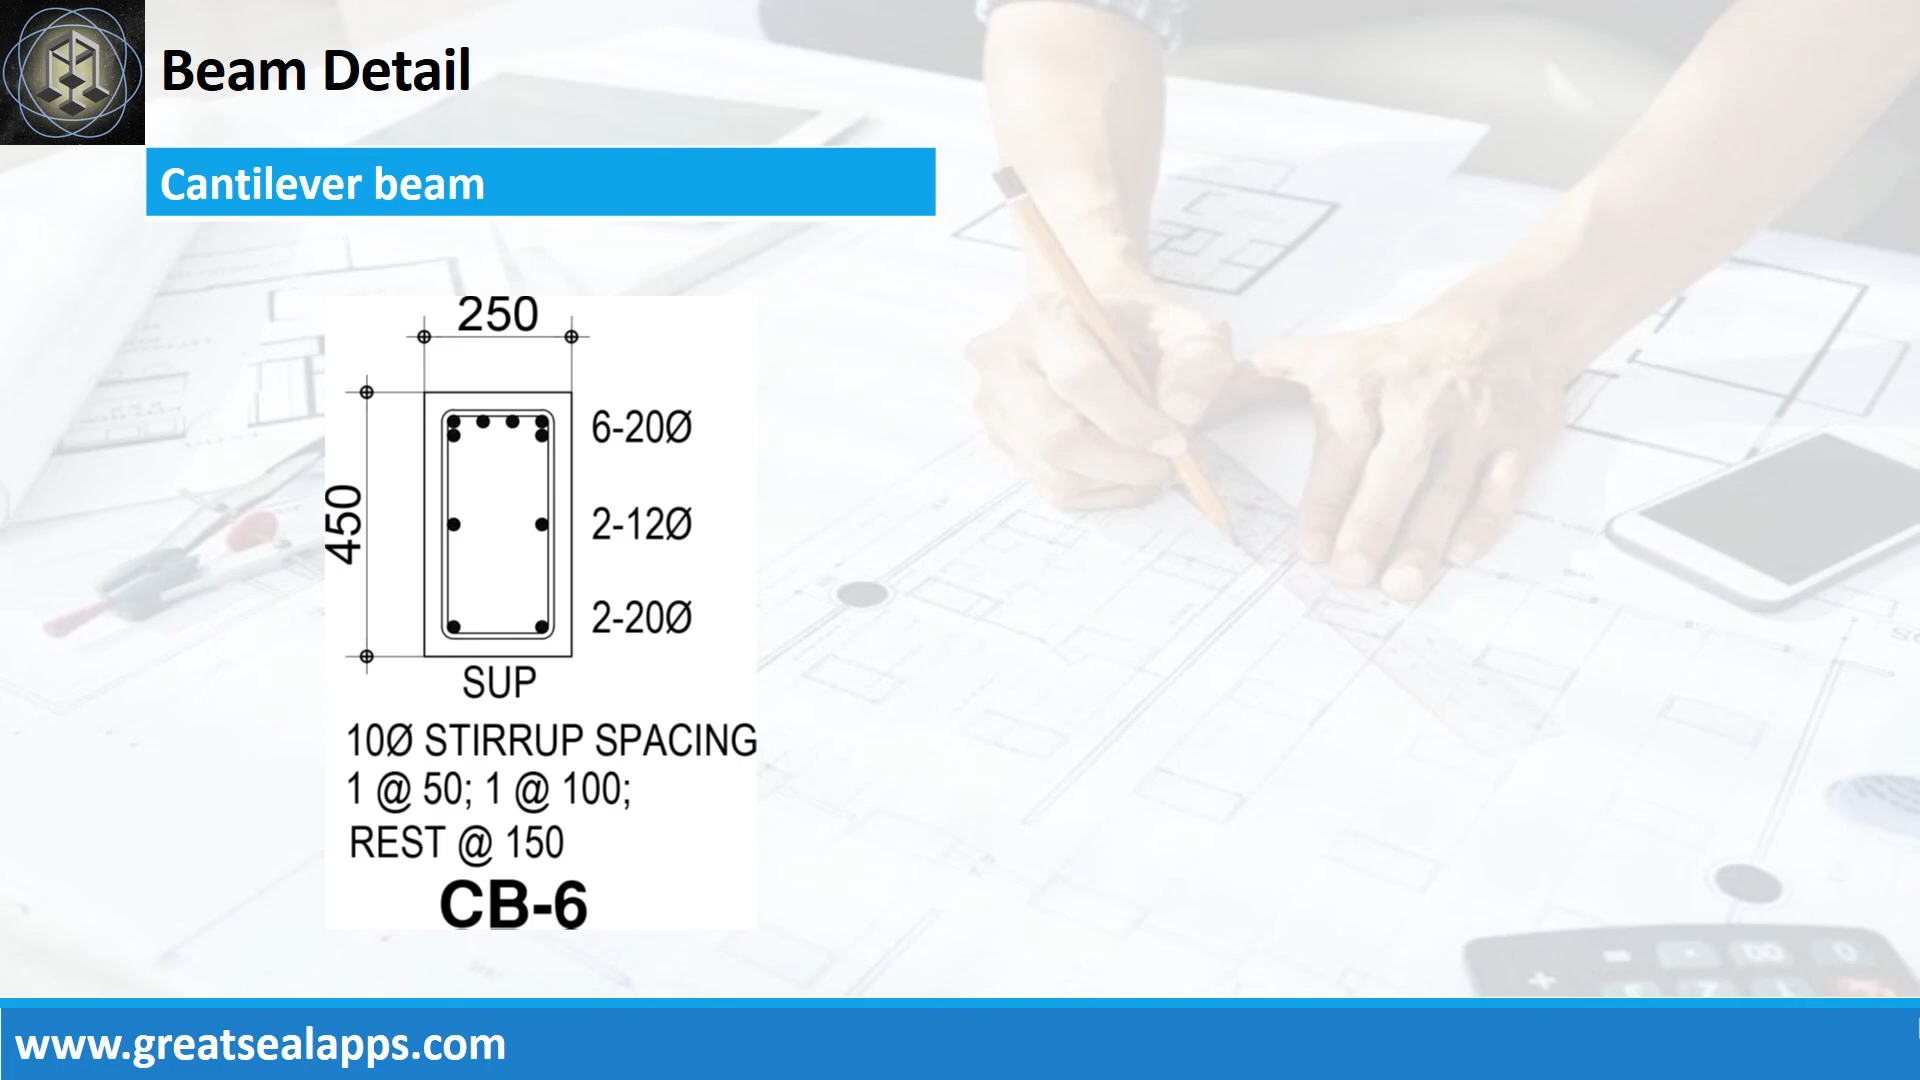 Beam Detail
Cantilever beam
250
450
6-20Ø
2-12Ø
2-20Ø
SUP
10Ø STIRRUP SPACING
1 @ 50; 1 @ 100;
REST @ 150
CB-6
www.greatsealapps.com